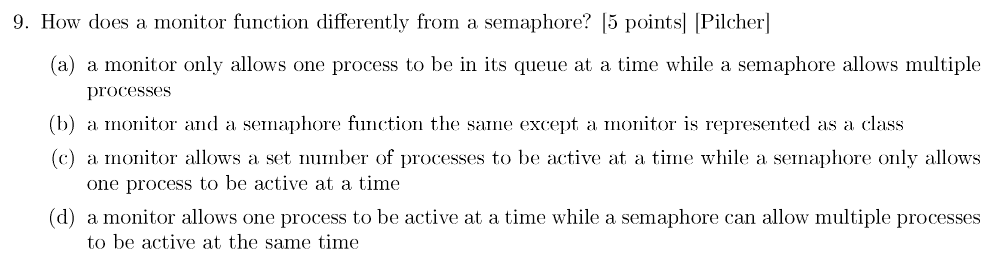 9. How does a monitor function differently from a semaphore? [5 points] [Pilcher]
(a) a monitor only allows one process to be in its queue at a time while a semaphore allows multiple
processes
(b) a monitor and a semaphore function the same except a monitor is represented as a class
(c) a monitor allows a set number of processes to be active at a time while a semaphore only allows
one process to be active at a time
(d) a monitor allows one process to be active at a time while a semaphore can allow multiple processes
to be active at the same time